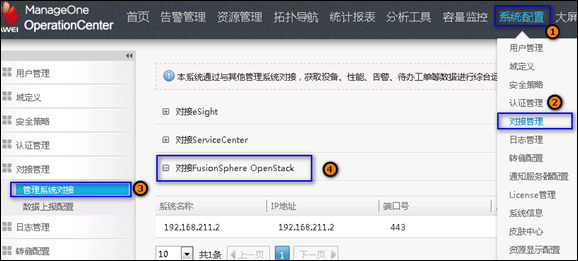 AWEI
ManageOne
OperationCenter
首页 告警管理 资源管理 拓扑导航 统计报表 分析工具 容量监控 系统配置 大屏
1
用户管理
域定义
安全策略
认证管理
2
对接管理
日志管理
转储配置
通知服务器配置
License管理
系统信息
皮肤中心
资源显示配置
用户管理
域定义
安全策略
认证管理
对接管理
管理系统对接
3
数据上报配置
日志管理
转储配置
本系统通过与其他管理系统对接，获取设备、性能、告警、待办工单等数据进行综合运
对接eSight
对接ServiceCenter
对接FusionSphere OpenStack
4
系统名称 IP地址 端口号
192.168.211.2 192.168.211.2 443
10 共1条 上一页 1 下一页